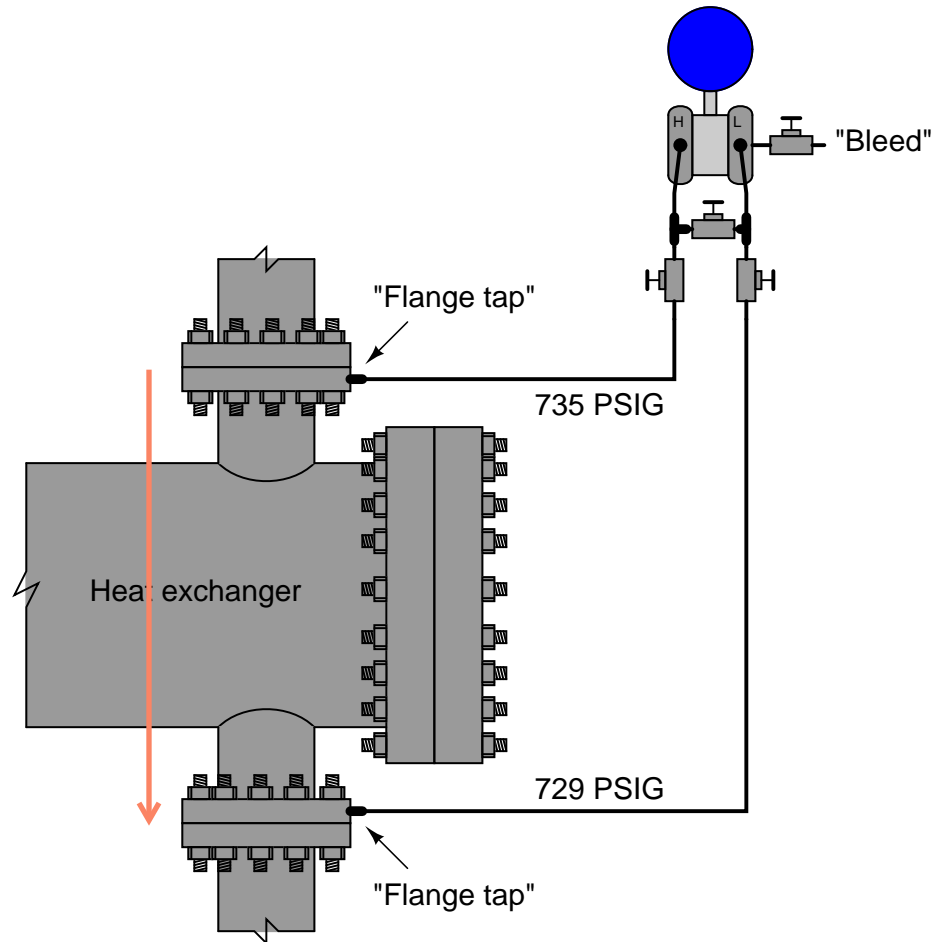 H
L
"Bleed"
"Flange tap"
735 PSIG
Heat exchanger
729 PSIG
"Flange tap"